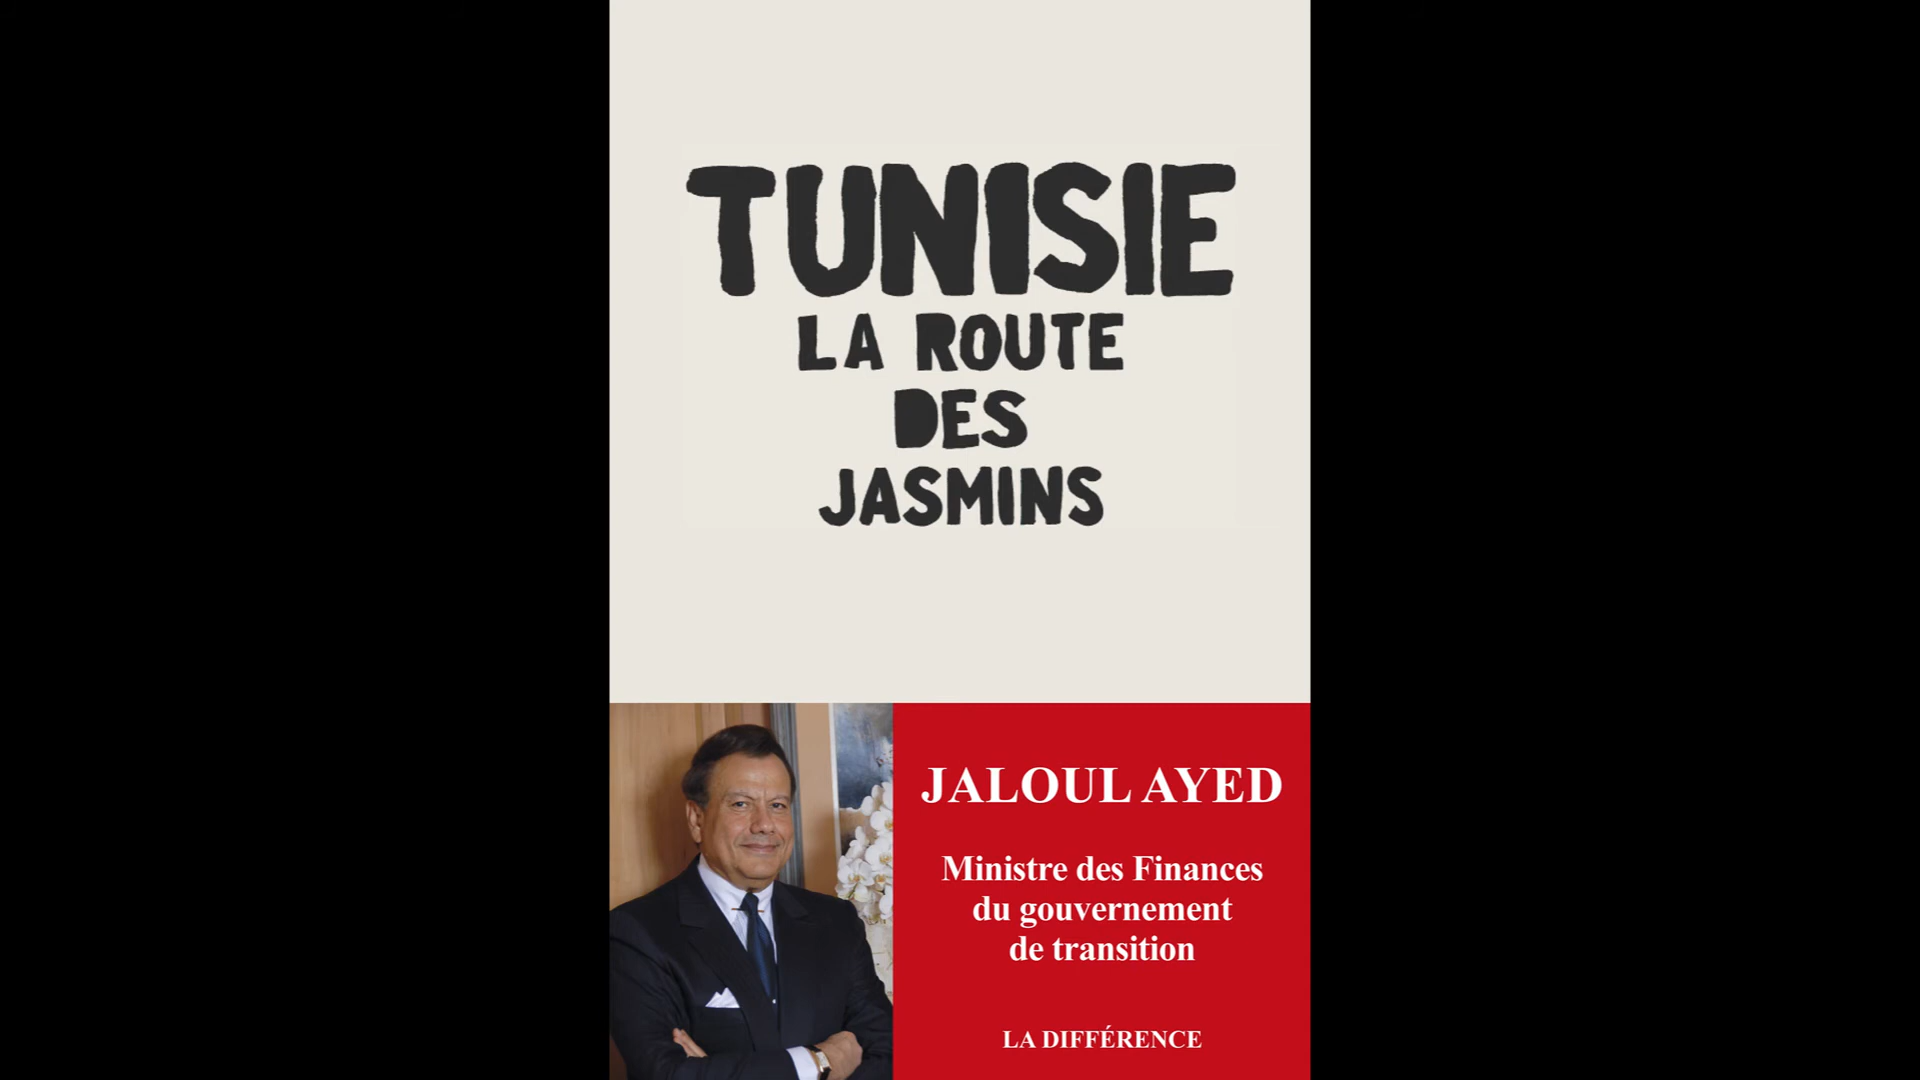 TUNISIE
LA ROUTE
DES
JASMINS
JALOUL AYED
Ministre des Finances
du gouvernement
de transition
LA DIFFÉRENCE